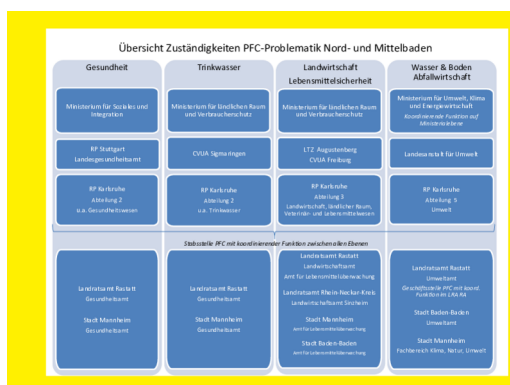 Übersicht Zuständigkeiten PFC-Problematik Nord- und Mittelbaden
Gesundheit
Ministerium für Soziales und
Integration
RP Stuttgart
Landesgesundheitsamt
RP Karlsruhe
Abteilung 2
u.a. Gesundheitswesen
Landratsamt Rastatt
Gesundheitsamt
Stadt Mannheim
Gesundheitsamt
Trinkwasser
Ministerium für ländlichen Raum
und Verbraucherschutz
CVUA Sigmaringen
RP Karlsruhe
Abteilung 2
u.a. Trinkwasser
Landratsamt Rastatt
Gesundheitsamt
Stadt Mannheim
Gesundheitsamt
Landwirtschaft
Lebensmittelsicherheit
Ministerium für ländlichen Raum
und Verbraucherschutz
LTZ Augustenberg
CVUA Freiburg
RP Karlsruhe
Abteilung 3
Landwirtschaft, ländlicher Raum,
Veterinär- und Lebensmittelwesen
Landratsamt Rastatt
Landwirtschaftsamt
Amt für Lebensmittelüberwachung
Landratsamt Rhein-Neckar-Kreis
Landwirtschaftsamt Sinsheim
Stadt Mannheim
Amt für Lebensmittelüberwachung
Stadt Baden-Baden
Amt für Lebensmittelüberwachung
Wasser & Boden
Abfallwirtschaft
Ministerium für Umwelt, Klima
und Energiewirtschaft
Koordinierende Funktion auf
Ministerialebene
Landesanstalt für Umwelt
RP Karlsruhe
Abteilung 5
Umwelt
Landratsamt Rastatt
Umweltamt
Geschäftsstelle PFC mit koord.
Funktion im LRA RA
Stadt Baden-Baden
Umweltamt
Stadt Mannheim
Fachbereich Klima, Natur, Umwelt
Stabsstelle PFC mit koordinierender Funktion zwischen allen Ebenen